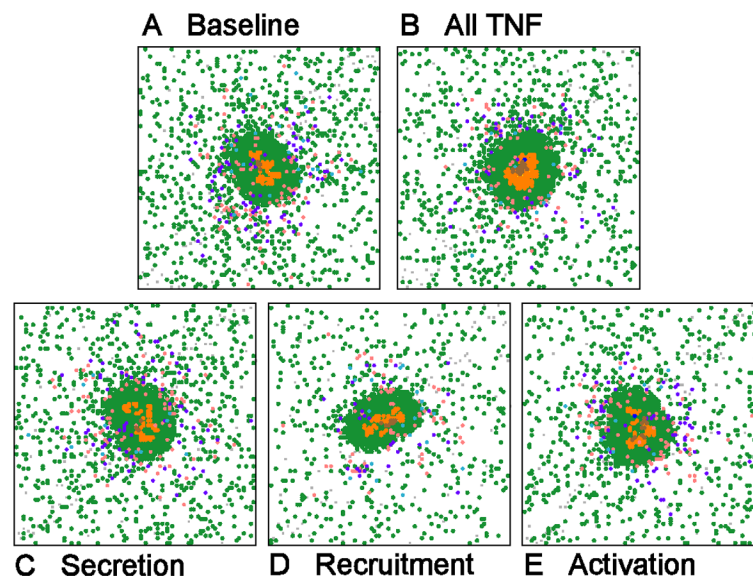 A Baseline
B All TNF
C Secretion
D Recruitment
E Activation